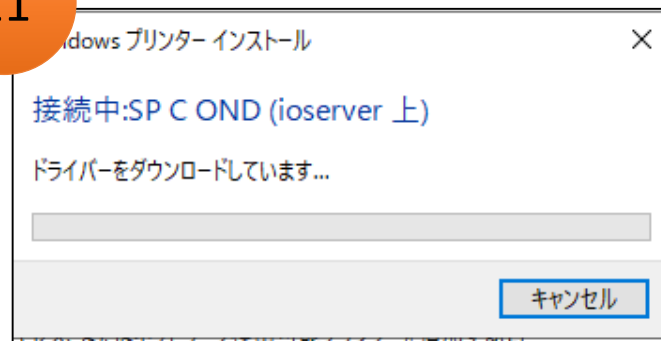 11
dows プリンター インストール
接続中:SP C OND (ioserver 上)
ドライバーをダウンロードしています...
キャンセル